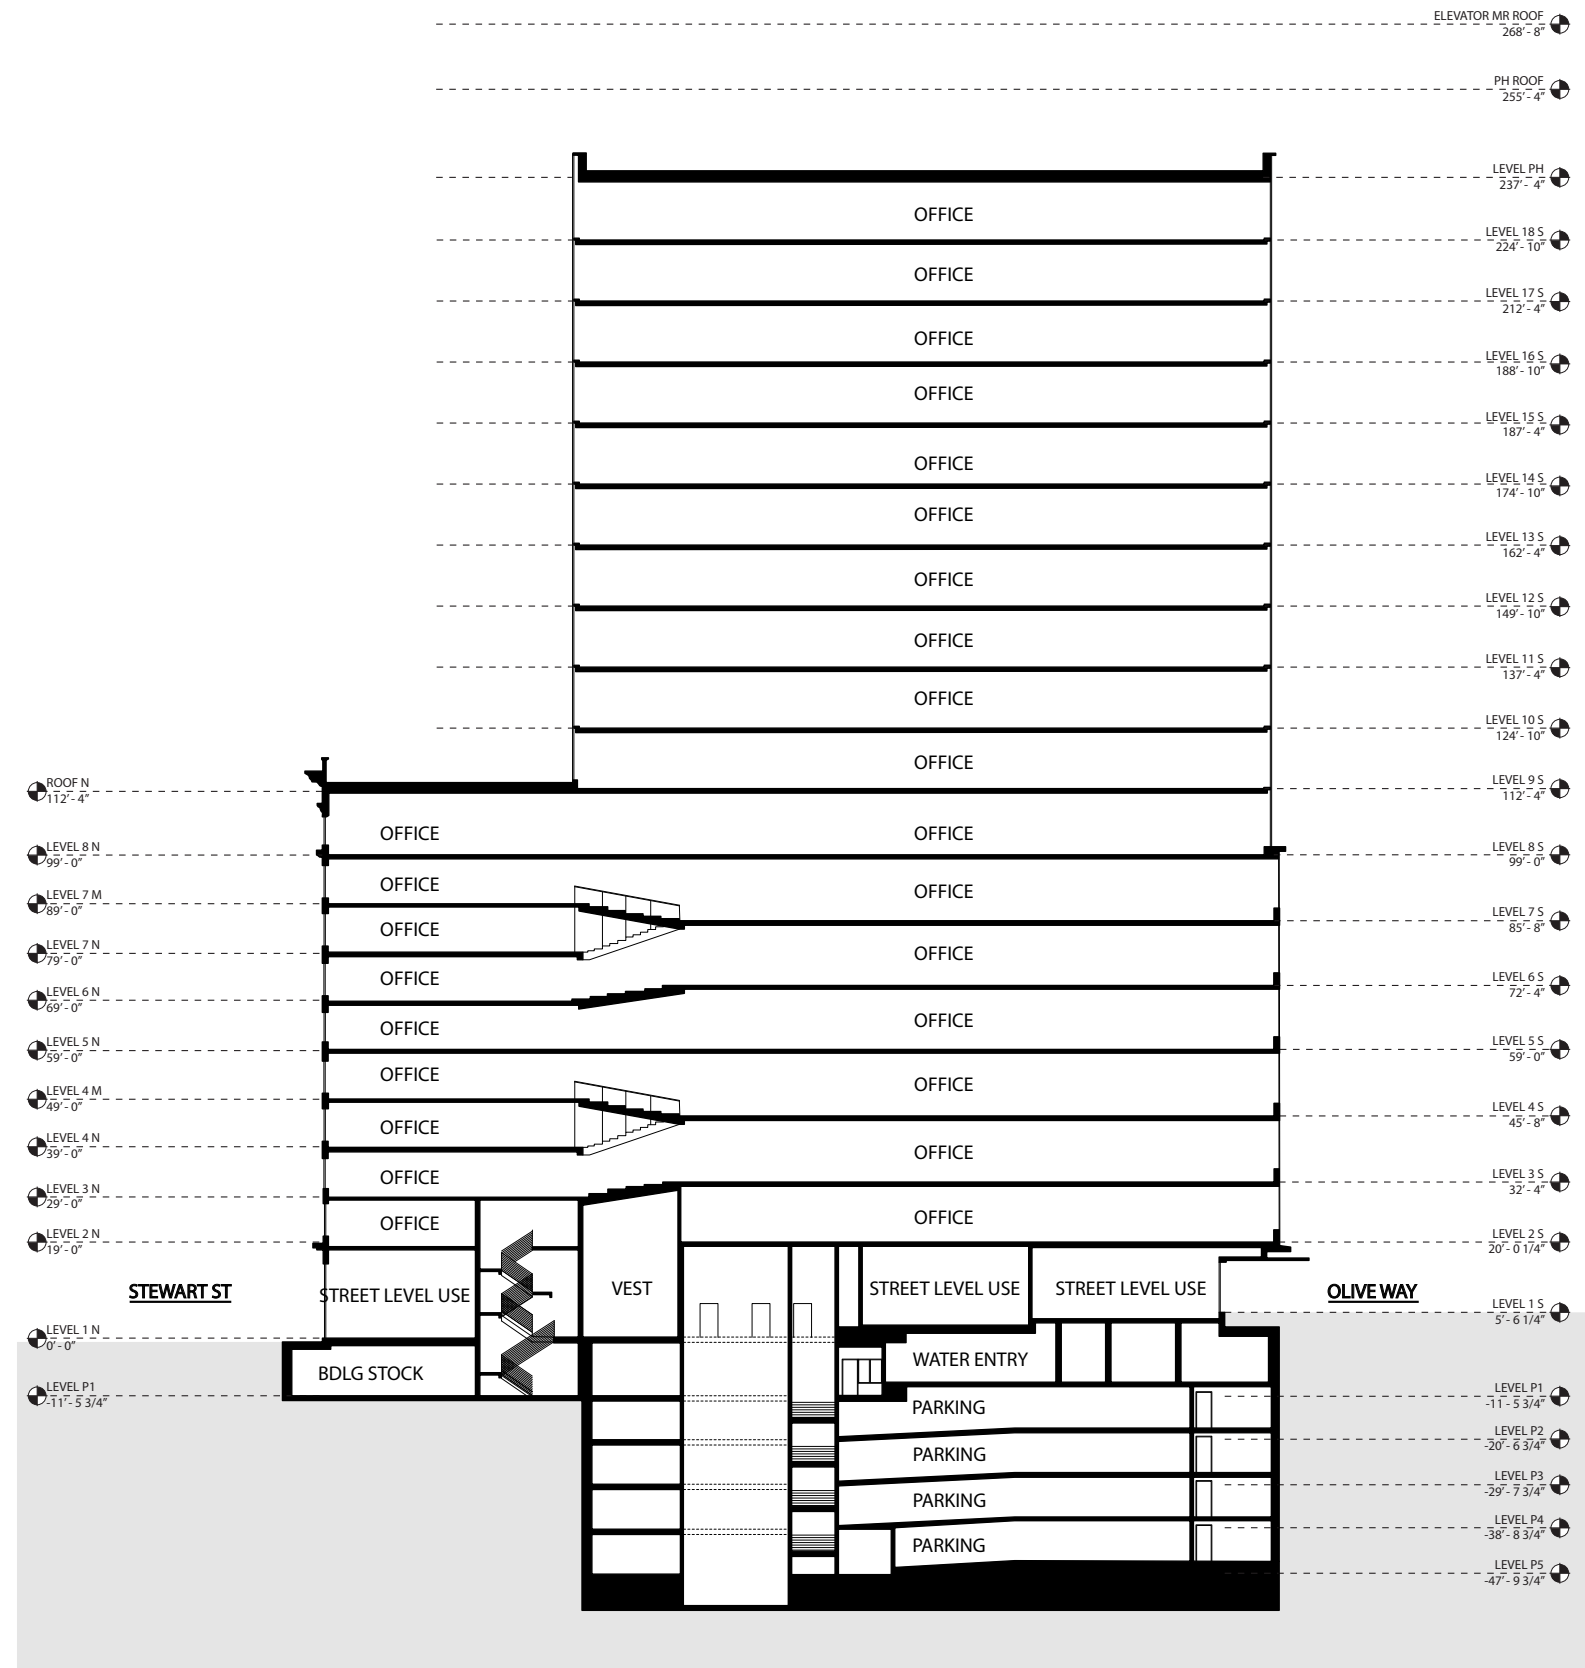 ELEVATOR MR ROOF
268’- 8”
PH ROOF
255’- 4”
LEVEL PH
237’- 4”
OFFICE
LEVEL 18 S
224’- 10”
OFFICE
LEVEL 17 S
212’- 4”
OFFICE
LEVEL 16 S
188’- 10”
OFFICE
LEVEL 15 S
187’- 4”
OFFICE
LEVEL 14 S
174’- 10”
OFFICE
LEVEL 13 S
162’- 4”
OFFICE
LEVEL 12 S
149’- 10”
OFFICE
LEVEL 11 S
137’- 4”
OFFICE
LEVEL 10 S
124’- 10”
OFFICE
ROOF N
112’- 4”
LEVEL 9 S
112’- 4”
OFFICE OFFICE
LEVEL 8 N
99’- 0”
LEVEL 8 S
99’- 0”
OFFICE OFFICE
LEVEL 7 M
89’- 0”
LEVEL 7 S
85’- 8”
OFFICE
LEVEL 7 N
79’- 0”
OFFICE
OFFICE
LEVEL 6 S
72’- 4”
LEVEL 6 N
69’- 0”
OFFICE OFFICE
LEVEL 5 N
59’- 0”
LEVEL 5 S
59’- 0”
OFFICE OFFICE
LEVEL 4 M
49’- 0”
LEVEL 4 S
45’- 8”
OFFICE
LEVEL 4 N
39’- 0”
OFFICE
OFFICE
LEVEL 3 S
32’- 4”
LEVEL 3 N
29’- 0”
OFFICE OFFICE
LEVEL 2 N
19’- 0”
LEVEL 2 S
20’- 0 1/4”
STEWART ST
STREET LEVEL USE
VEST
STREET LEVEL USE
STREET LEVEL USE
OLIVE WAY
LEVEL 1 S
5’- 6 1/4”
LEVEL 1 N
0’- 0”
BDLG STOCK
WATER ENTRY
LEVEL P1
-11’- 5 3/4”
LEVEL P1
-11 - 5 3/4”
PARKING
LEVEL P2
-20’- 6 3/4”
PARKING
LEVEL P3
-29’- 7 3/4”
PARKING
LEVEL P4
-38’- 8 3/4”
PARKING
LEVEL P5
-47’- 9 3/4”